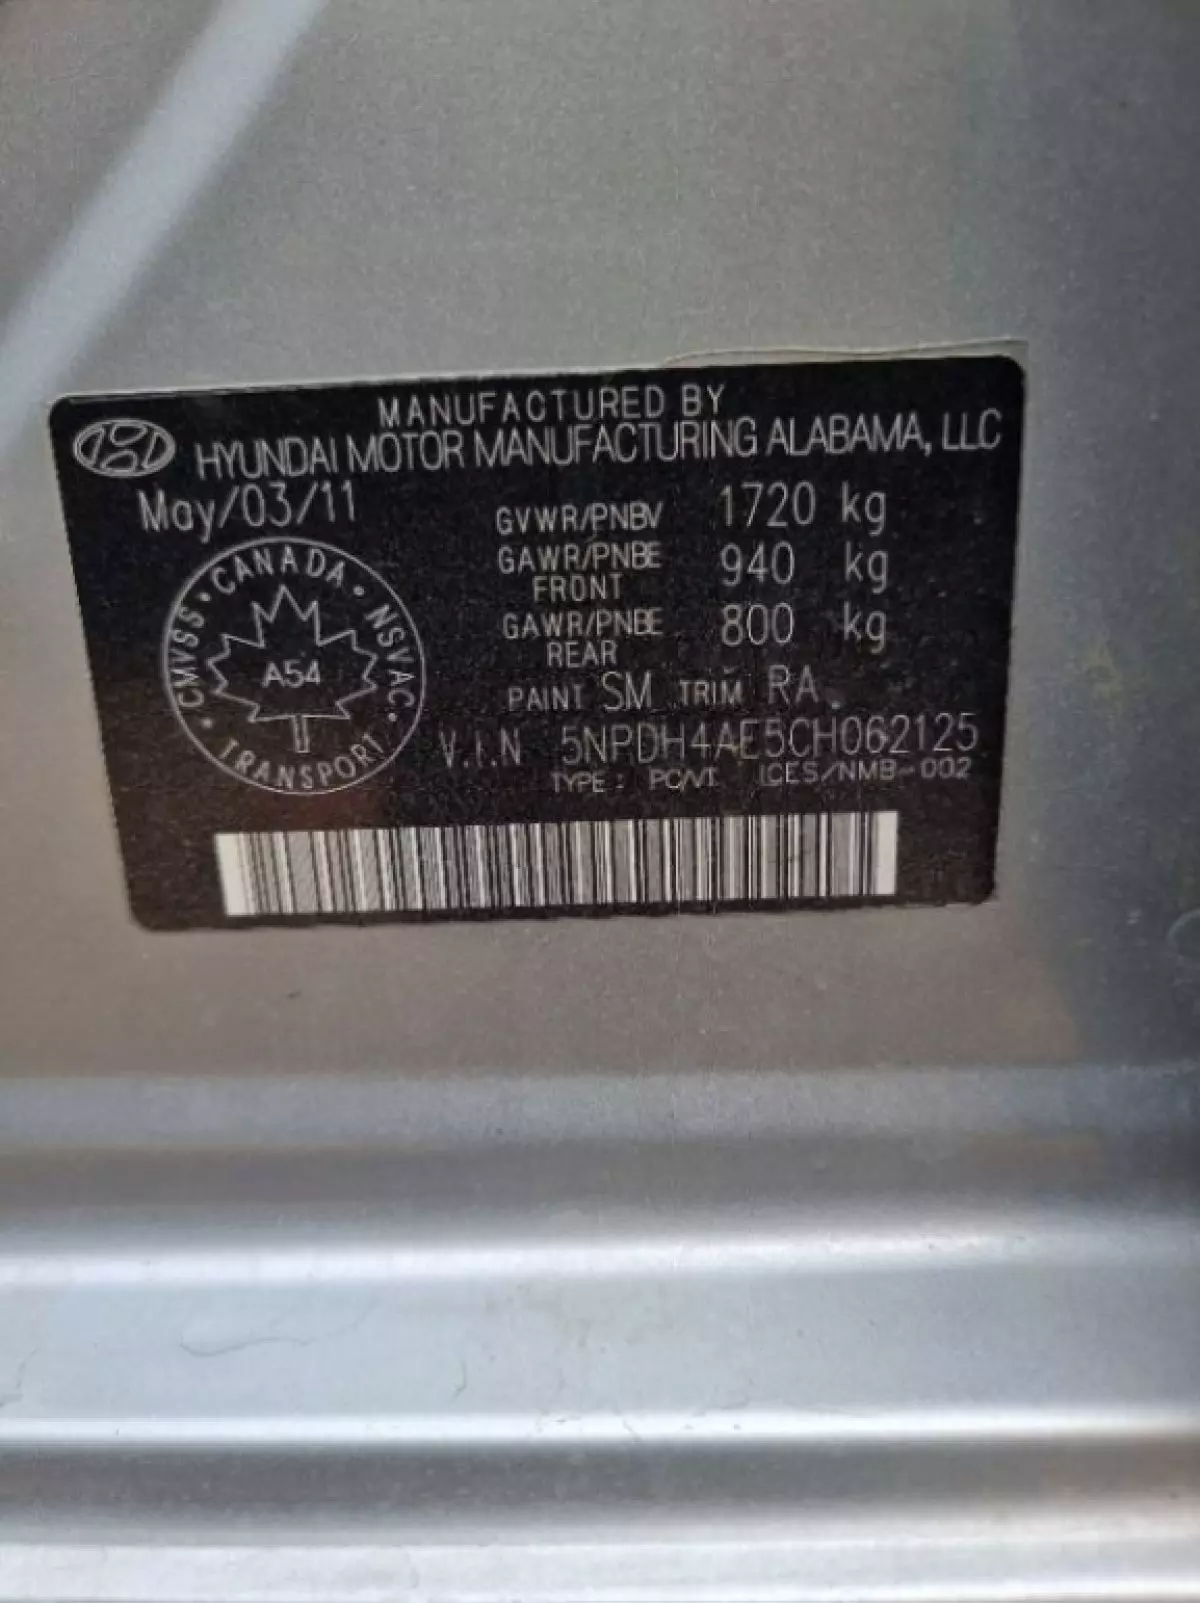 MANUFACTURED BY
HYUNDAI MOTOR MANUFACTURING ALABAMA, LLC
May/03/11
GVWR/PNBV 1720 kg
GAWR/PNBE FRONT 940 kg
GAWR/PNBE REAR 800 kg
PAINT SM TRIM RA.
V.I.N 5NPDH4AE5CH062125
TYPE : PC/VT ICES/NMB-002
CMVSS · CANADA · NSVAC · TRANSPORT
A54